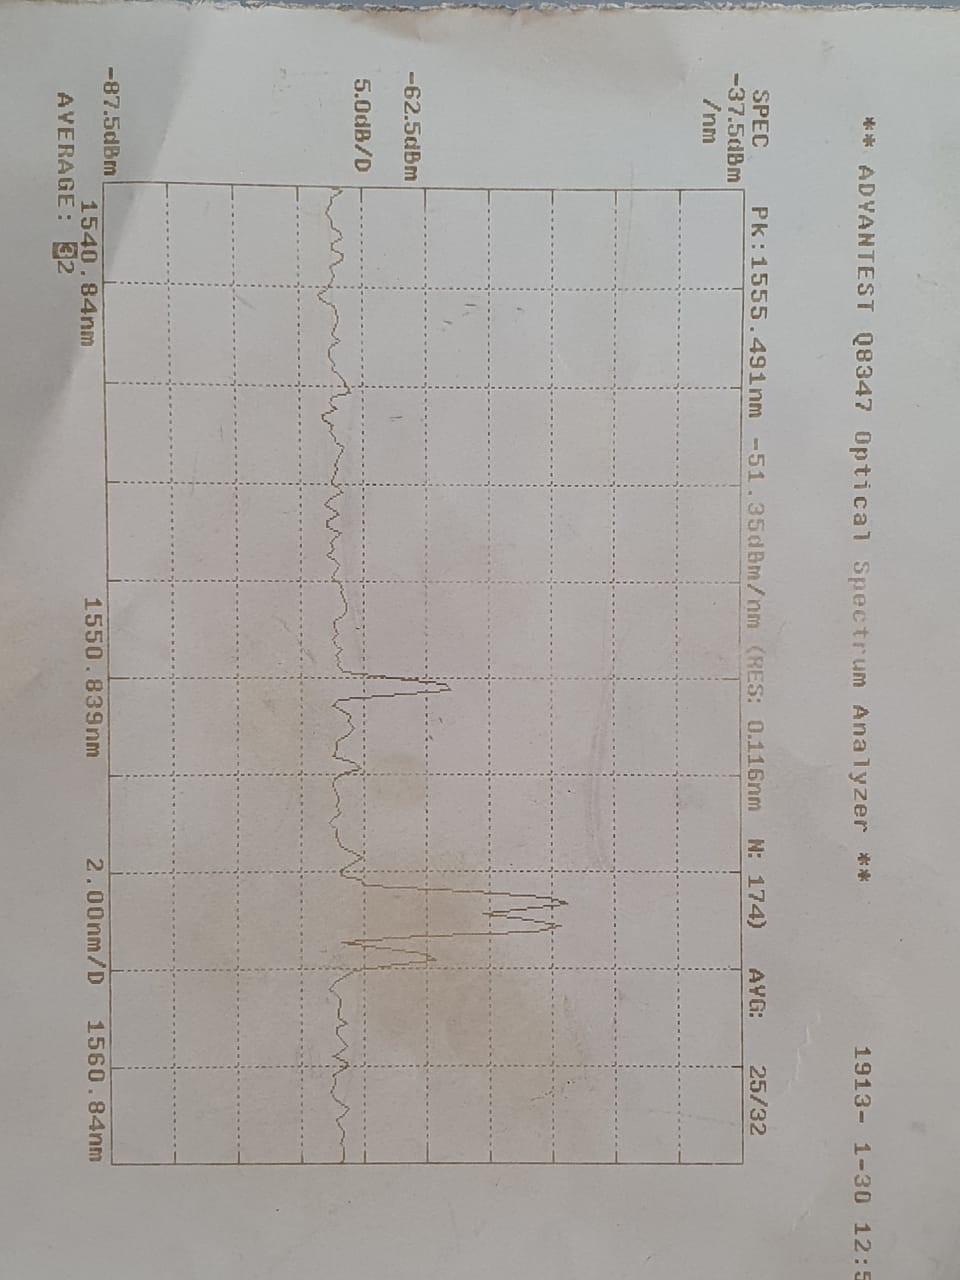 ** ADVANTEST Q8347 Optical Spectrum Analyzer ** 1913- 1-30 12:5
SPEC Pk:1555.491nm -51.35dBm/nm (RES: 0.116nm N: 174) AVG: 25/32
-37.5dBm
/nm
-62.5dBm
5.0dB/D
-87.5dBm
1540.84nm 1550.839nm 2.00nm/D 1560.84nm
AVERAGE: 32